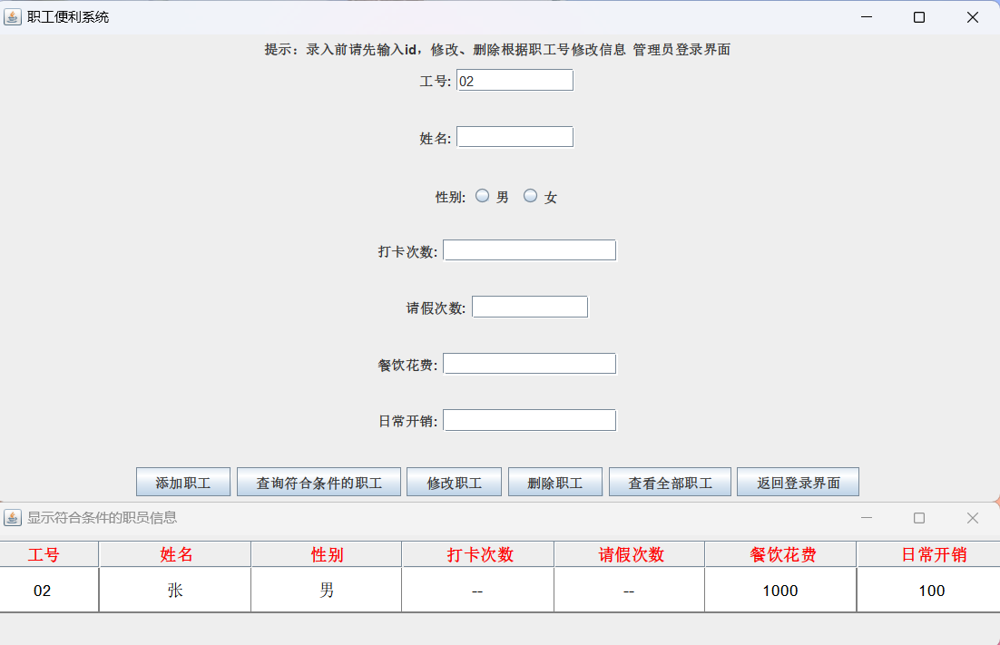 职工便利系统
提示：录入前请先输入id，修改、删除根据职工号修改信息 管理员登录界面
工号: 02
姓名:
性别: 男 女
打卡次数:
请假次数:
餐饮花费:
日常开销:
添加职工 查询符合条件的职工 修改职工 删除职工 查看全部职工 返回登录界面
显示符合条件的职员信息
工号 姓名 性别 打卡次数 请假次数 餐饮花费 日常开销
02 张 男 -- -- 1000 100